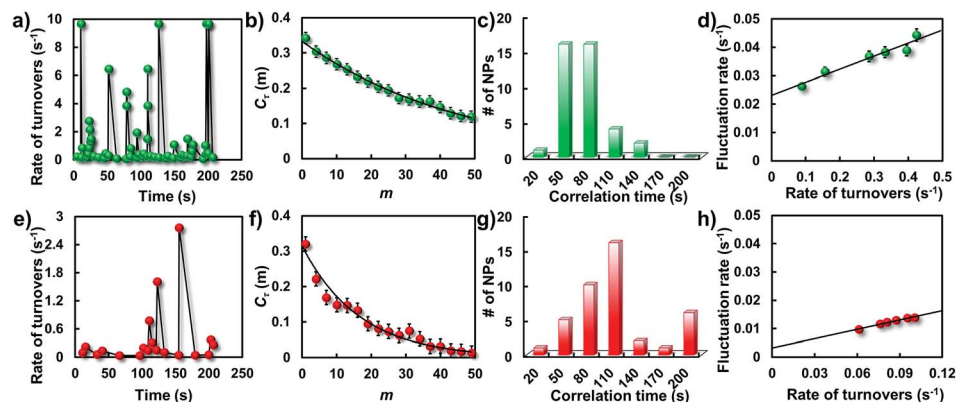 a)
Rate of turnovers (s-1)
10
8
6
4
2
0
0 50 100 150 200 250
Time (s)
b)
Cτ (m)
0.4
0.3
0.2
0.1
0
0 10 20 30 40 50
m
c)
# of NPs
20
15
10
5
0
20 50 80 110 140 170 200
Correlation time (s)
d)
Fluctuation rate (s-1)
0.05
0.04
0.03
0.02
0.01
0
0 0.1 0.2 0.3 0.4 0.5
Rate of turnovers (s-1)
e)
Rate of turnovers (s-1)
3
2.4
1.8
1.2
0.6
0
0 50 100 150 200 250
Time (s)
f)
Cτ (m)
0.4
0.3
0.2
0.1
0
0 10 20 30 40 50
m
g)
# of NPs
20
15
10
5
0
20 50 80 110 140 170 200
Correlation time (s)
h)
Fluctuation rate (s-1)
0.05
0.04
0.03
0.02
0.01
0
0 0.03 0.06 0.09 0.12
Rate of turnovers (s-1)